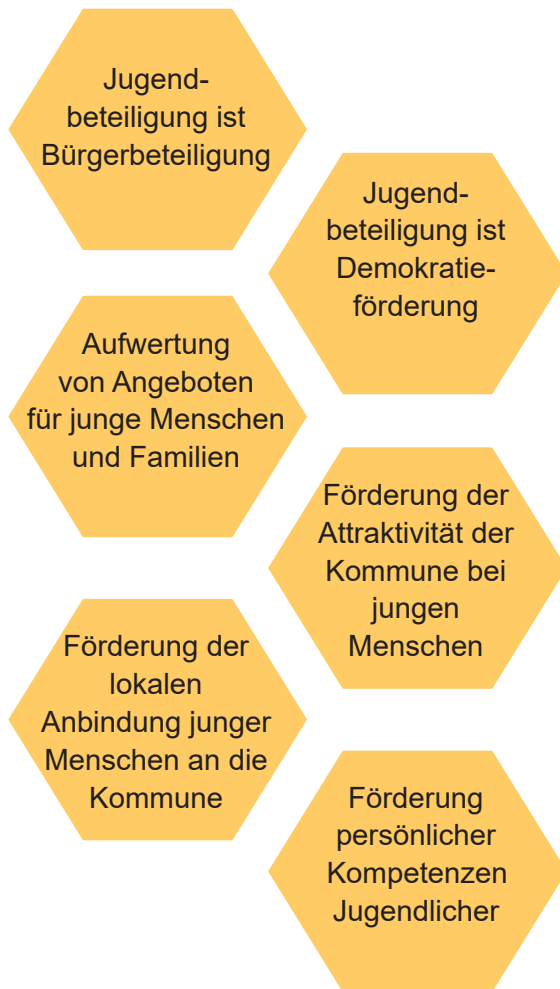 Jugend-
beteiligung ist
Bürgerbeteiligung
Jugend-
beteiligung ist
Demokratie-
förderung
Aufwertung
von Angeboten
für junge Menschen
und Familien
Förderung der
Attraktivität der
Kommune bei
jungen
Menschen
Förderung der
lokalen
Anbindung junger
Menschen an die
Kommune
Förderung
persönlicher
Kompetenzen
Jugendlicher